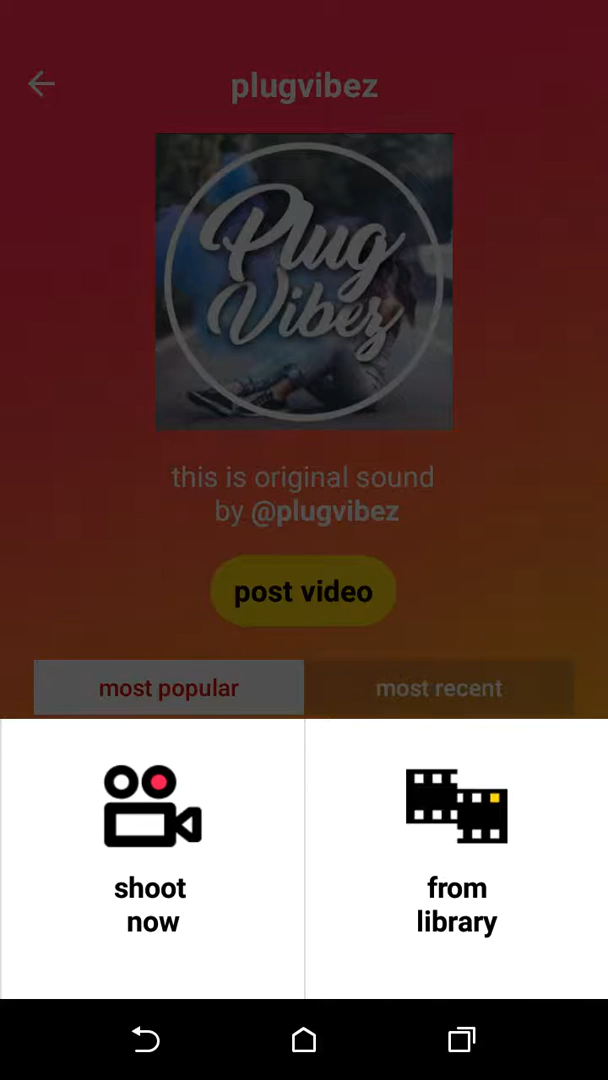 plugvibez
Plug
Vibez
this is original sound
by @plugvibez
post video
most popular
most recent
shoot
now
from
library